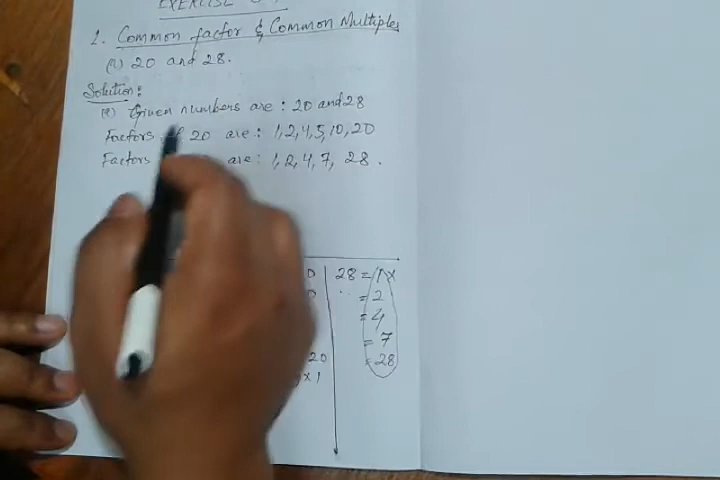 EXERCISE
1. Common factor & Common Multiples
(a) 20 and 28.
Solution:
(a) Given numbers are : 20 and 28
Factors of 20 are : 1, 2, 4, 5, 10, 20
Factors are : 1, 2, 4, 7, 28.
28 = 1 x
= 2
= 4
= 7
= 28
20
x 1